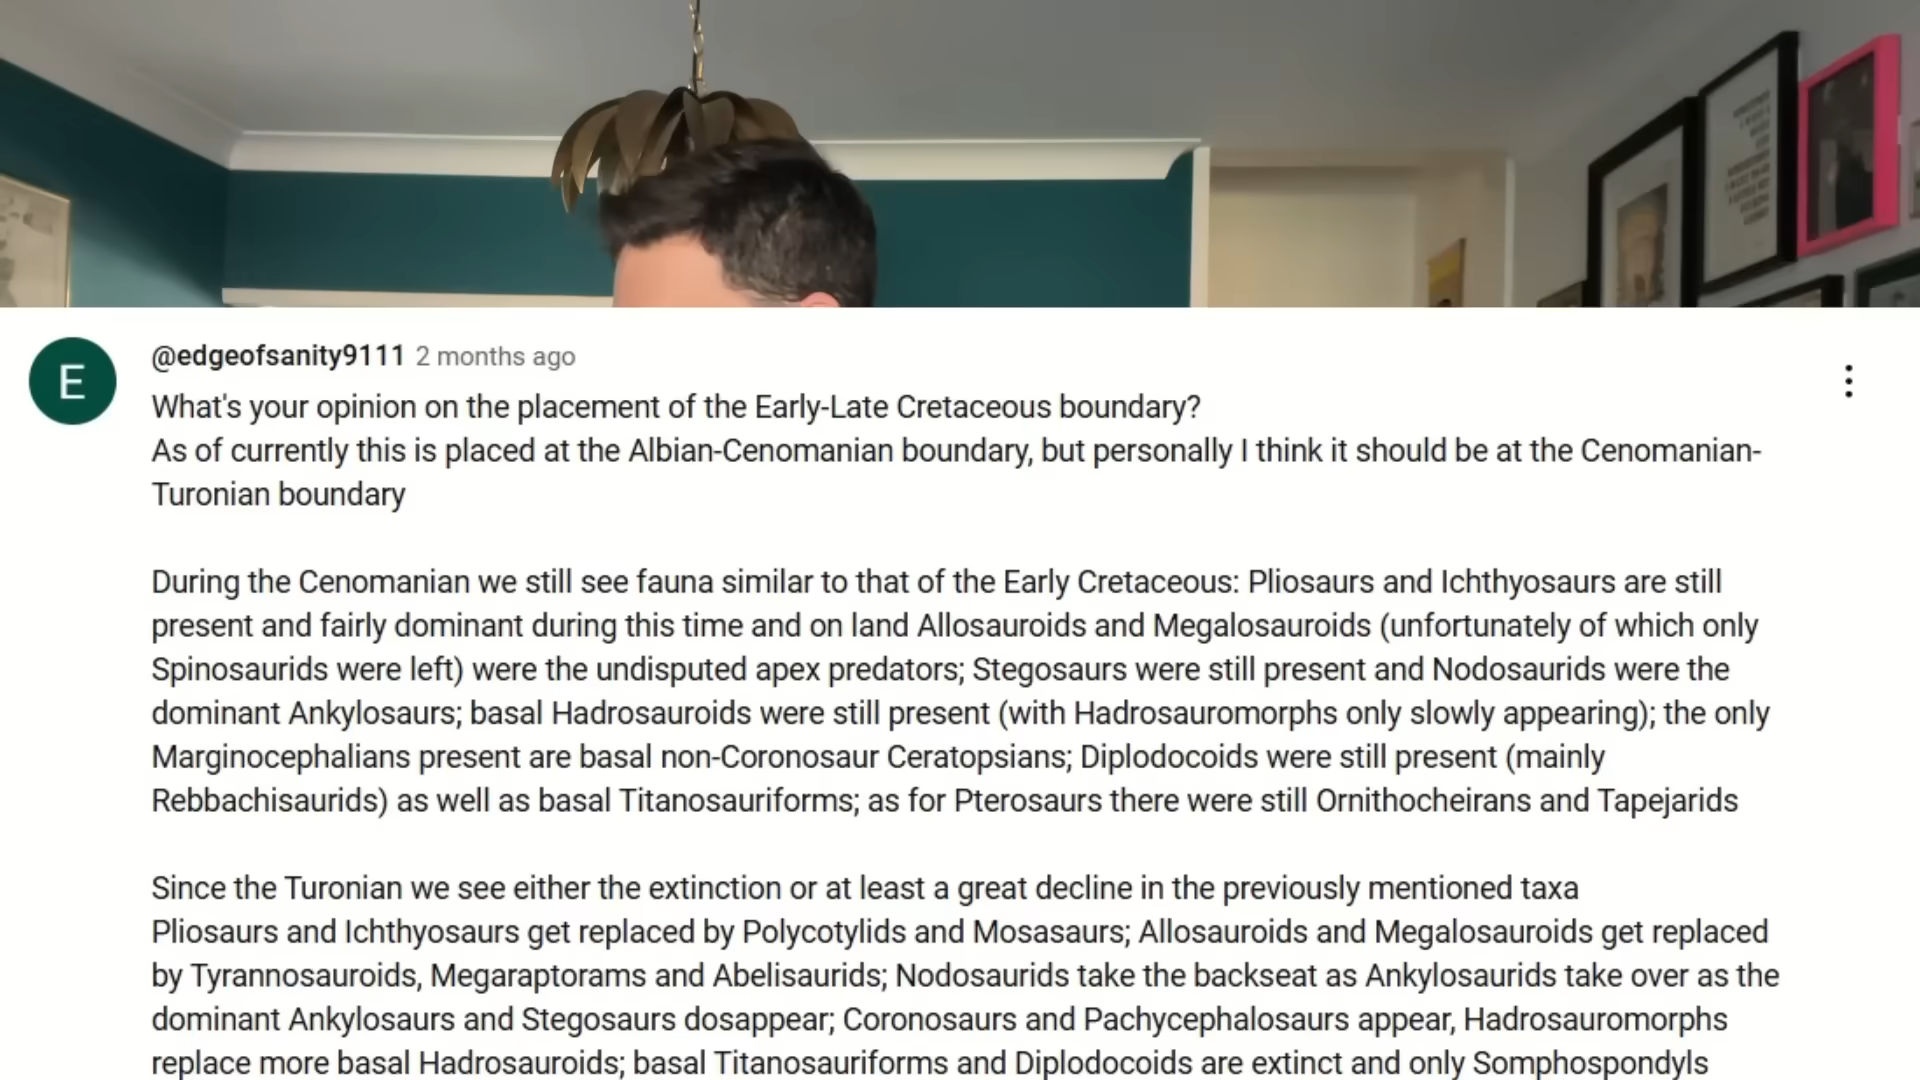 E
@edgeofsanity9111 2 months ago
What's your opinion on the placement of the Early-Late Cretaceous boundary?
As of currently this is placed at the Albian-Cenomanian boundary, but personally I think it should be at the Cenomanian-
Turonian boundary
During the Cenomanian we still see fauna similar to that of the Early Cretaceous: Pliosaurs and Ichthyosaurs are still
present and fairly dominant during this time and on land Allosauroids and Megalosauroids (unfortunately of which only
Spinosaurids were left) were the undisputed apex predators; Stegosaurs were still present and Nodosaurids were the
dominant Ankylosaurs; basal Hadrosauroids were still present (with Hadrosauromorphs only slowly appearing); the only
Marginocephalians present are basal non-Coronosaur Ceratopsians; Diplodocoids were still present (mainly
Rebbachisaurids) as well as basal Titanosauriforms; as for Pterosaurs there were still Ornithocheirans and Tapejarids
Since the Turonian we see either the extinction or at least a great decline in the previously mentioned taxa
Pliosaurs and Ichthyosaurs get replaced by Polycotylids and Mosasaurs; Allosauroids and Megalosauroids get replaced
by Tyrannosauroids, Megaraptorams and Abelisaurids; Nodosaurids take the backseat as Ankylosaurids take over as the
dominant Ankylosaurs and Stegosaurs dosappear; Coronosaurs and Pachycephalosaurs appear, Hadrosauromorphs
replace more basal Hadrosauroids; basal Titanosauriforms and Diplodocoids are extinct and only Somphospondyls